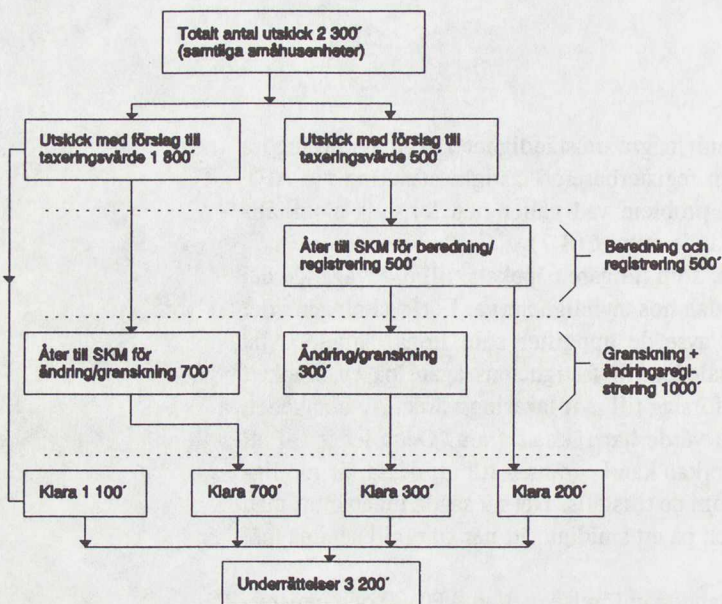 Totalt antal utskick 2 300´
(samtliga småhusenheter)
Utskick med förslag till
taxeringsvärde 1 800´
Utskick med förslag till
taxeringsvärde 500´
Åter till SKM för beredning/
registrering 500´
Beredning och
registrering 500´
Åter till SKM för
ändring/granskning 700´
Ändring/granskning
300´
Granskning +
ändringsregi-
strering 1000´
Klara 1 100´
Klara 700´
Klara 300´
Klara 200´
Underrättelser 3 200´